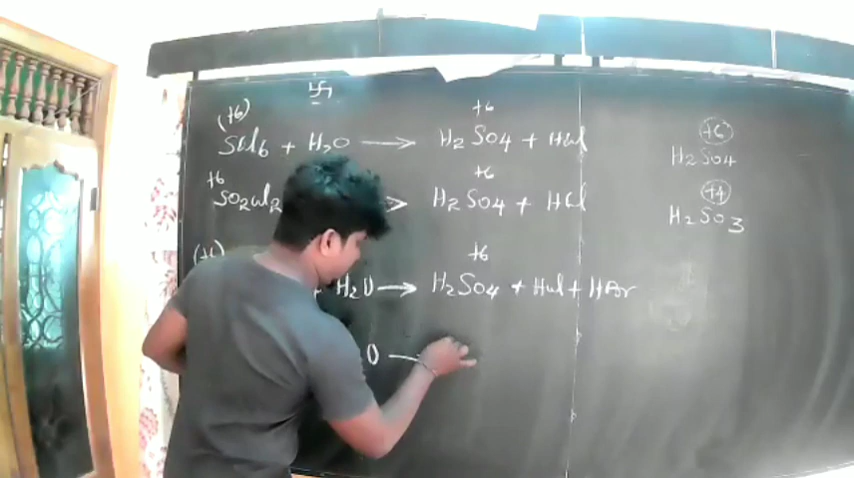 卐
(+6) +6
SCl6 + H2O → H2SO4 + HCl
+6 +6
SO2Cl2 → H2SO4 + HCl
+6
+ H2O → H2SO4 + HCl + HBr
O —
+6
H2SO4
+4
H2SO3